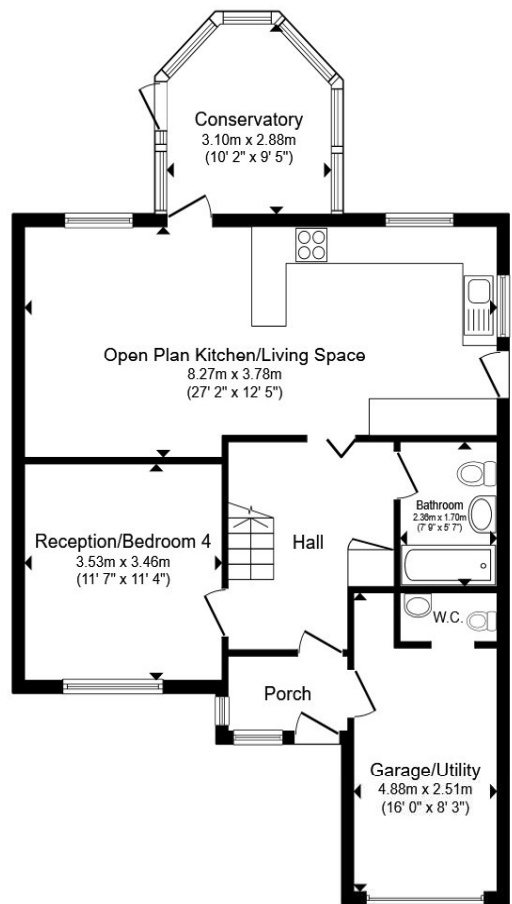 Conservatory
3.10m x 2.88m
(10' 2" x 9' 5")
Open Plan Kitchen/Living Space
8.27m x 3.78m
(27' 2" x 12' 5")
Reception/Bedroom 4
3.53m x 3.46m
(11' 7" x 11' 4")
Hall
Bathroom
2.36m x 1.70m
(7' 9" x 5' 7")
W.C.
Porch
Garage/Utility
4.88m x 2.51m
(16' 0" x 8' 3")